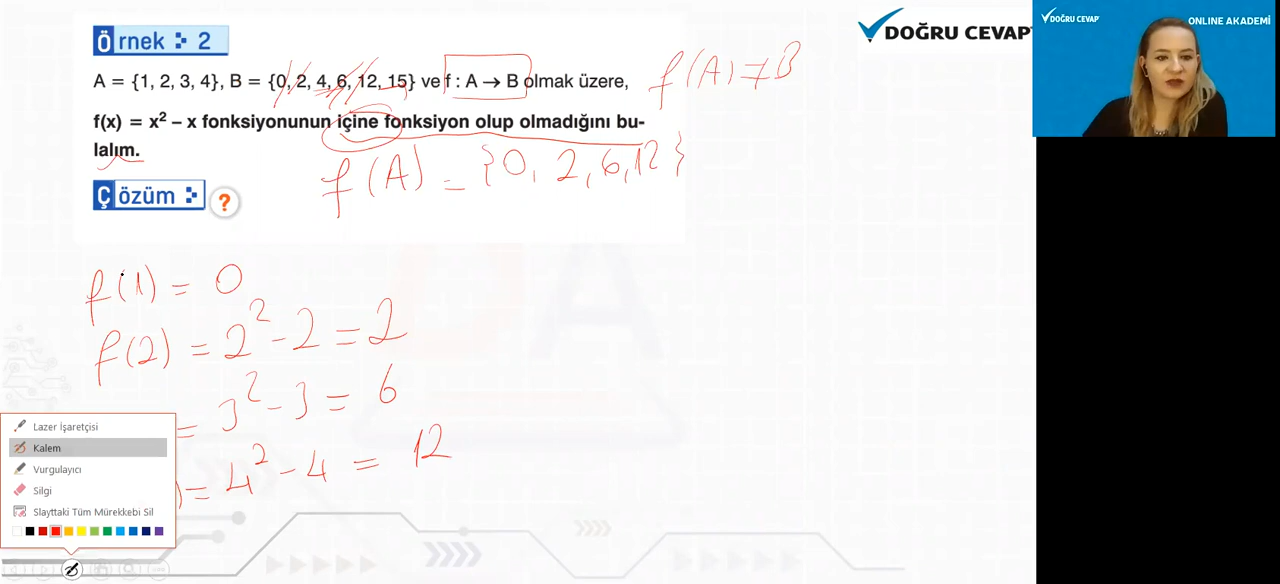 Örnek : 2
DOĞRU CEVAP
DOĞRU CEVAP
ONLINE AKADEMİ
A = {1, 2, 3, 4}, B = {0, 2, 4, 6, 12, 15} ve f : A → B olmak üzere,
f(A) ≠ B
f(x) = x² – x fonksiyonunun içine fonksiyon olup olmadığını bu-
lalım.
f(A) = {0, 2, 6, 12}
Çözüm :
?
f(1) = 0
f(2) = 2² - 2 = 2
= 3² - 3 = 6
) = 4² - 4 = 12
Lazer İşaretçisi
Kalem
Vurgulayıcı
Silgi
Slayttaki Tüm Mürekkebi Sil